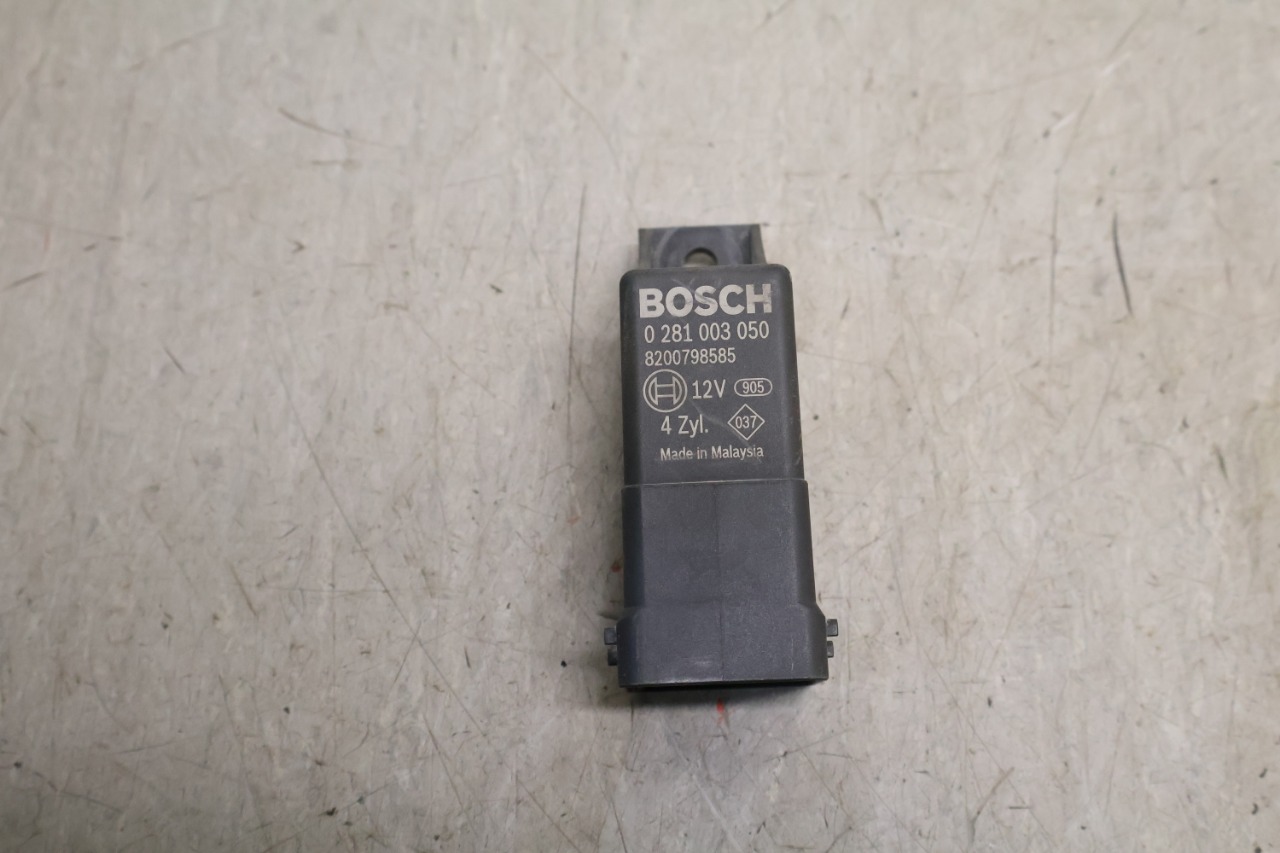 BOSCH
0 281 003 050
8200798585
12V 905
4 Zyl. 037
Made in Malaysia